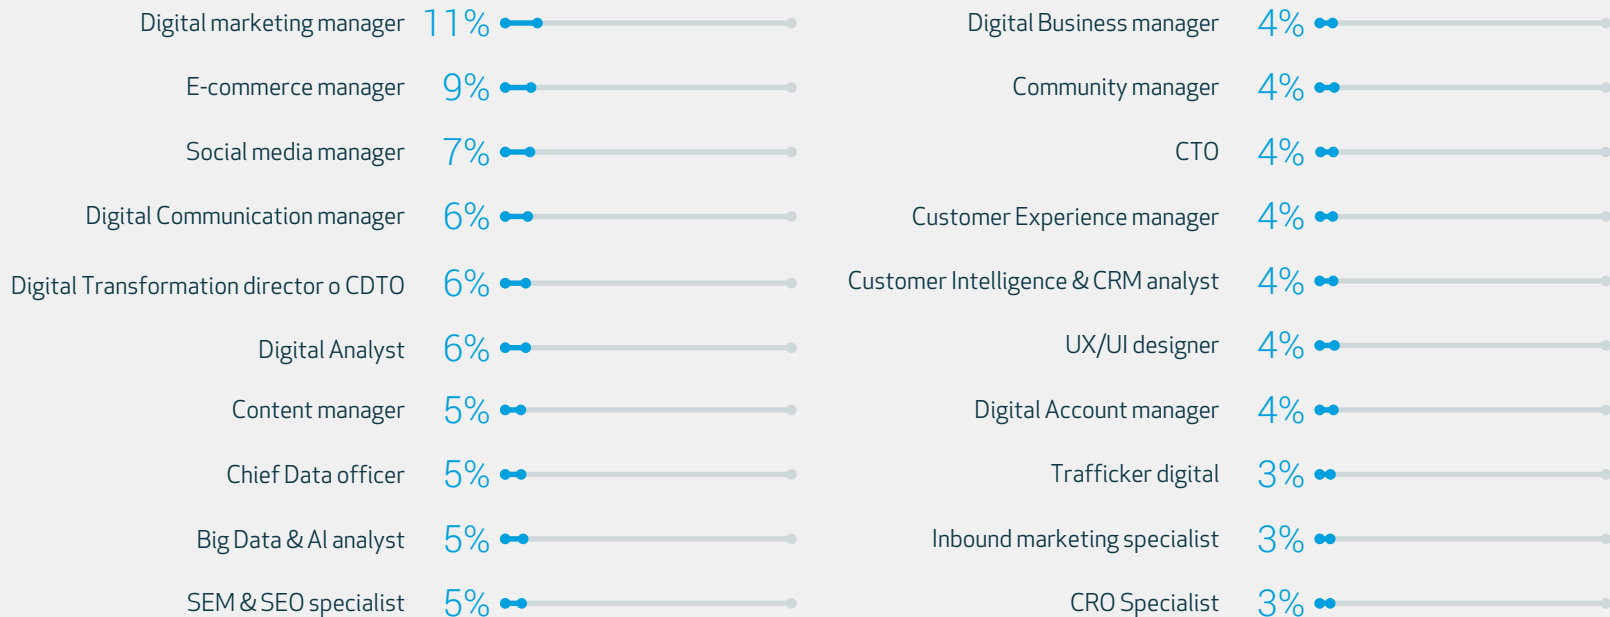 Digital marketing manager 11%
E-commerce manager 9%
Social media manager 7%
Digital Communication manager 6%
Digital Transformation director o CDTO 6%
Digital Analyst 6%
Content manager 5%
Chief Data officer 5%
Big Data & AI analyst 5%
SEM & SEO specialist 5%
Digital Business manager 4%
Community manager 4%
CTO 4%
Customer Experience manager 4%
Customer Intelligence & CRM analyst 4%
UX/UI designer 4%
Digital Account manager 4%
Trafficker digital 3%
Inbound marketing specialist 3%
CRO Specialist 3%